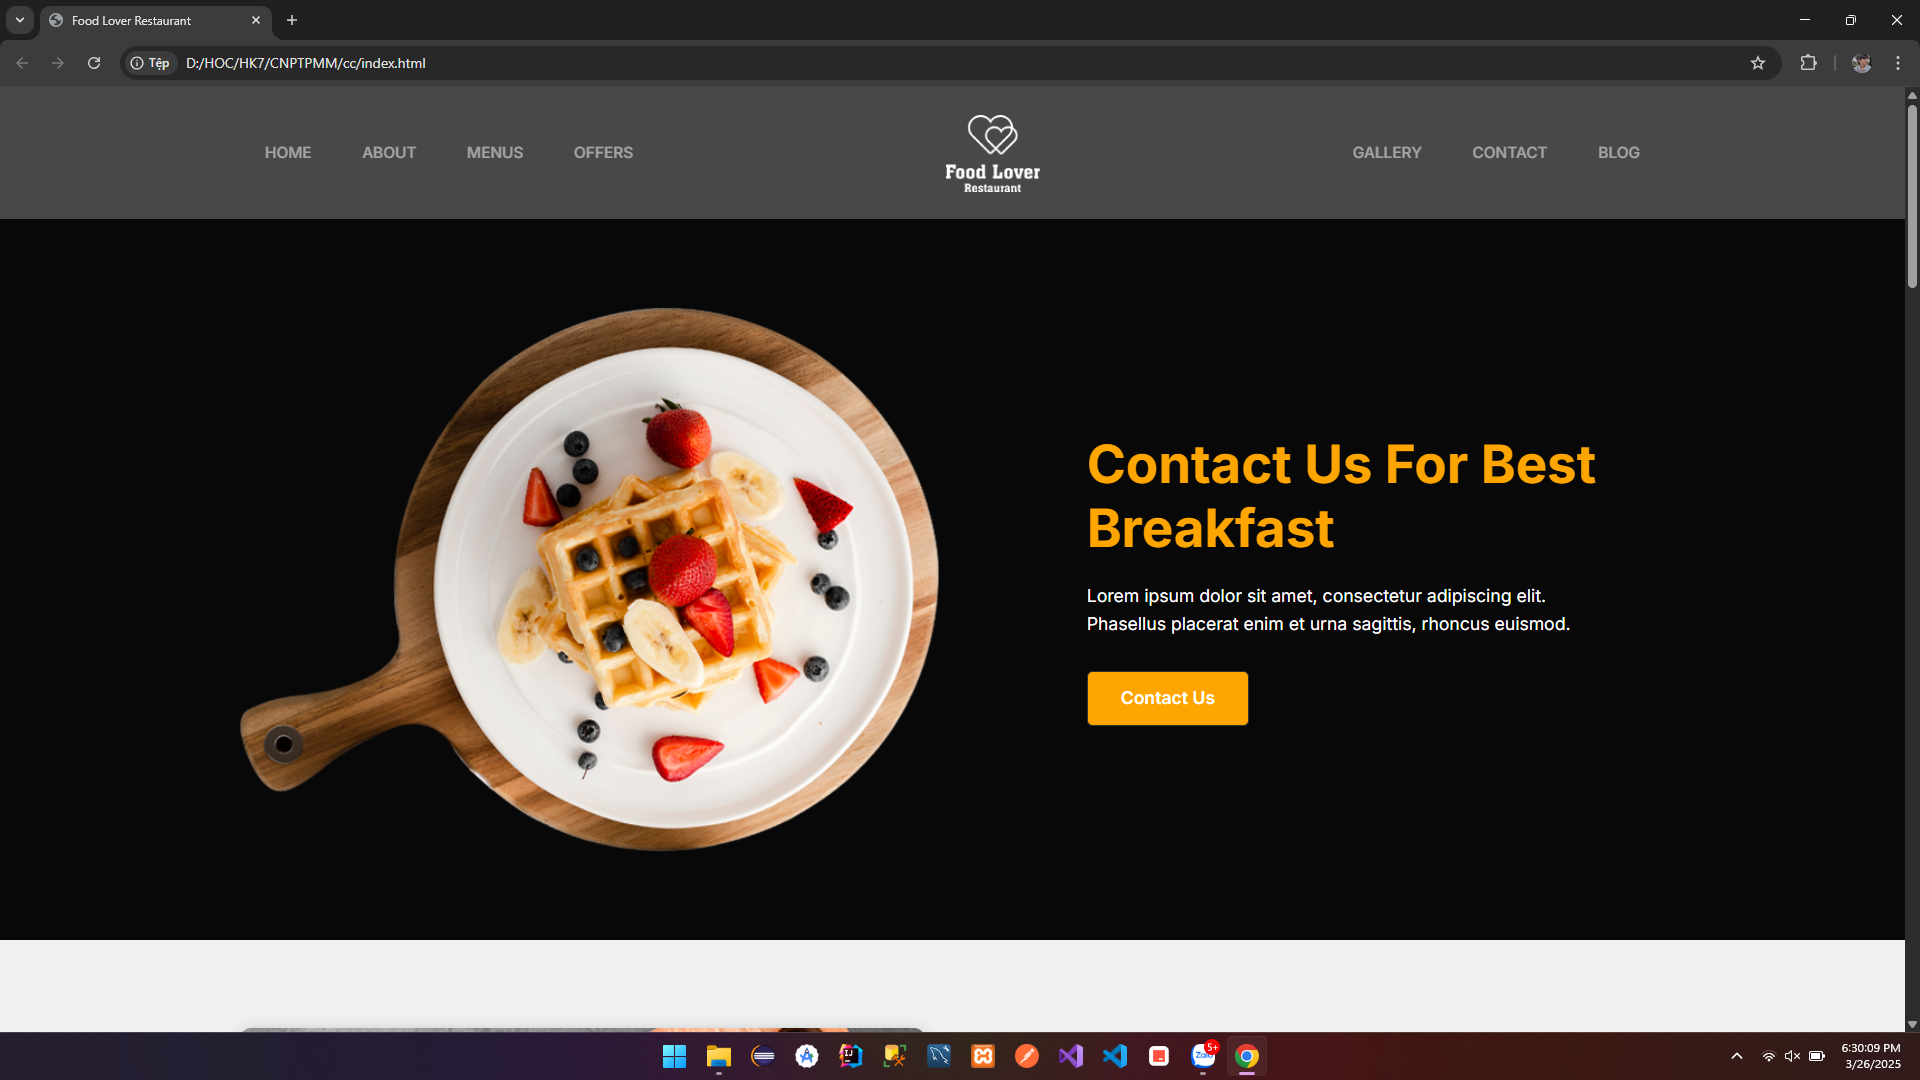 Food Lover Restaurant
Tệp
D:/HOC/HK7/CNPTPMM/cc/index.html
HOME
ABOUT
MENUS
OFFERS
Food Lover
Restaurant
GALLERY
CONTACT
BLOG
Contact Us For Best
Breakfast
Lorem ipsum dolor sit amet, consectetur adipiscing elit.
Phasellus placerat enim et urna sagittis, rhoncus euismod.
Contact Us
IJ
Zalo
5+
6:30:09 PM
3/26/2025